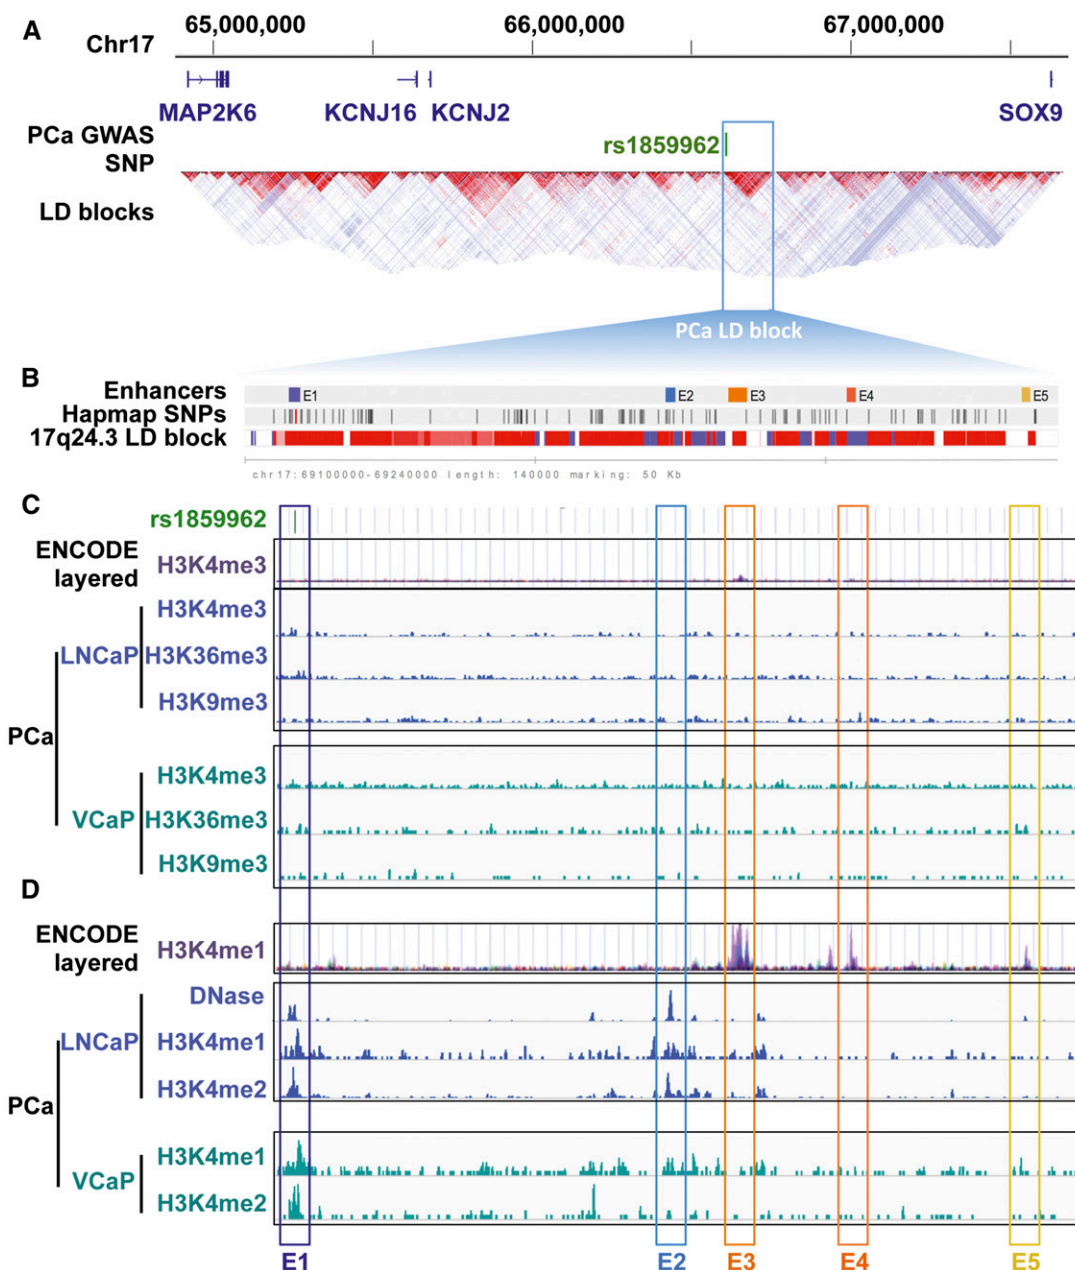 A
65,000,000 66,000,000 67,000,000
Chr17
MAP2K6 KCNJ16 KCNJ2 SOX9
PCa GWAS
SNP
rs1859962
LD blocks
PCa LD block
B
Enhancers E1 E2 E3 E4 E5
Hapmap SNPs
17q24.3 LD block
chr17:69100000-69240000 length: 140000 marking: 50 Kb
C
rs1859962
ENCODE
layered
H3K4me3
PCa
LNCaP
H3K4me3
H3K36me3
H3K9me3
VCaP
H3K4me3
H3K36me3
H3K9me3
D
ENCODE
layered
H3K4me1
PCa
LNCaP
DNase
H3K4me1
H3K4me2
VCaP
H3K4me1
H3K4me2
E1 E2 E3 E4 E5